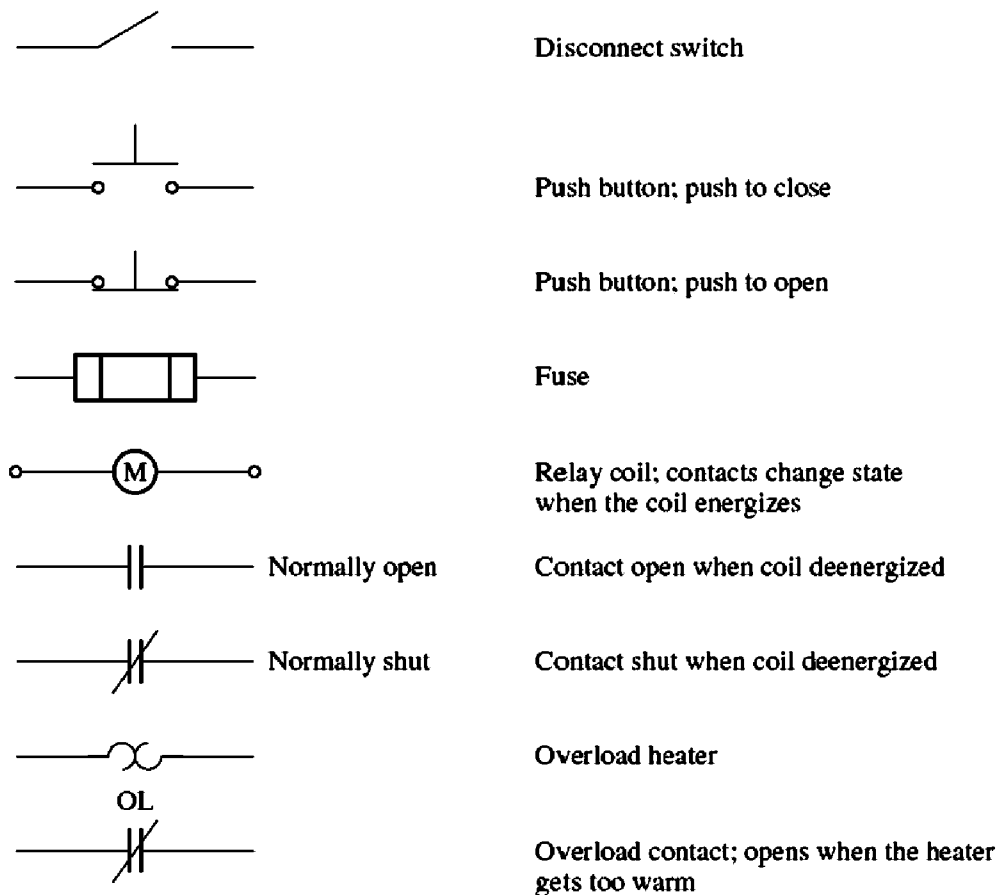 Disconnect switch
Push button; push to close
Push button; push to open
Fuse
M
Relay coil; contacts change state
when the coil energizes
Normally open
Contact open when coil deenergized
Normally shut
Contact shut when coil deenergized
Overload heater
OL
Overload contact; opens when the heater
gets too warm